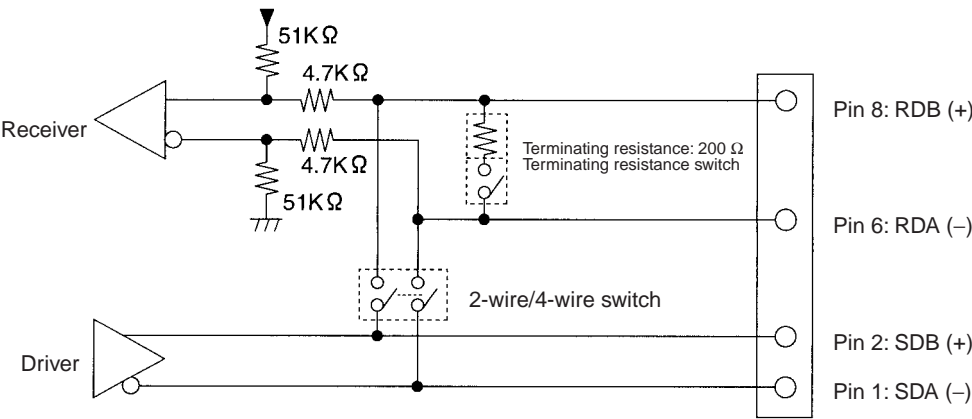 51KΩ
4.7KΩ
Pin 8: RDB (+)
Receiver
Terminating resistance: 200 Ω
Terminating resistance switch
4.7KΩ
51KΩ
Pin 6: RDA (–)
2-wire/4-wire switch
Pin 2: SDB (+)
Driver
Pin 1: SDA (–)